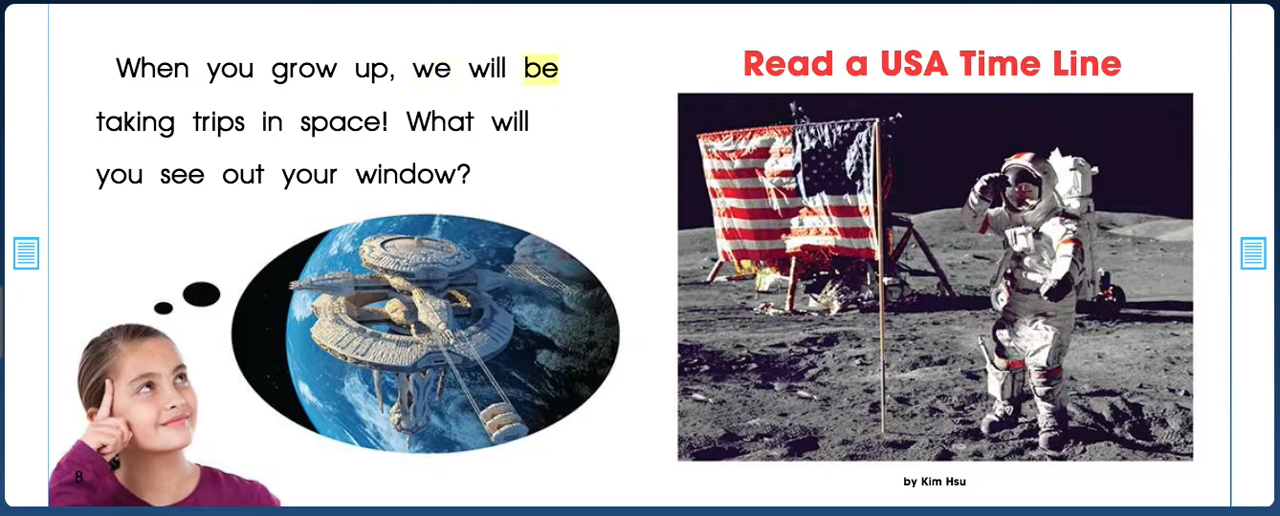 When you grow up, we will be
taking trips in space! What will
you see out your window?
8
Read a USA Time Line
by Kim Hsu